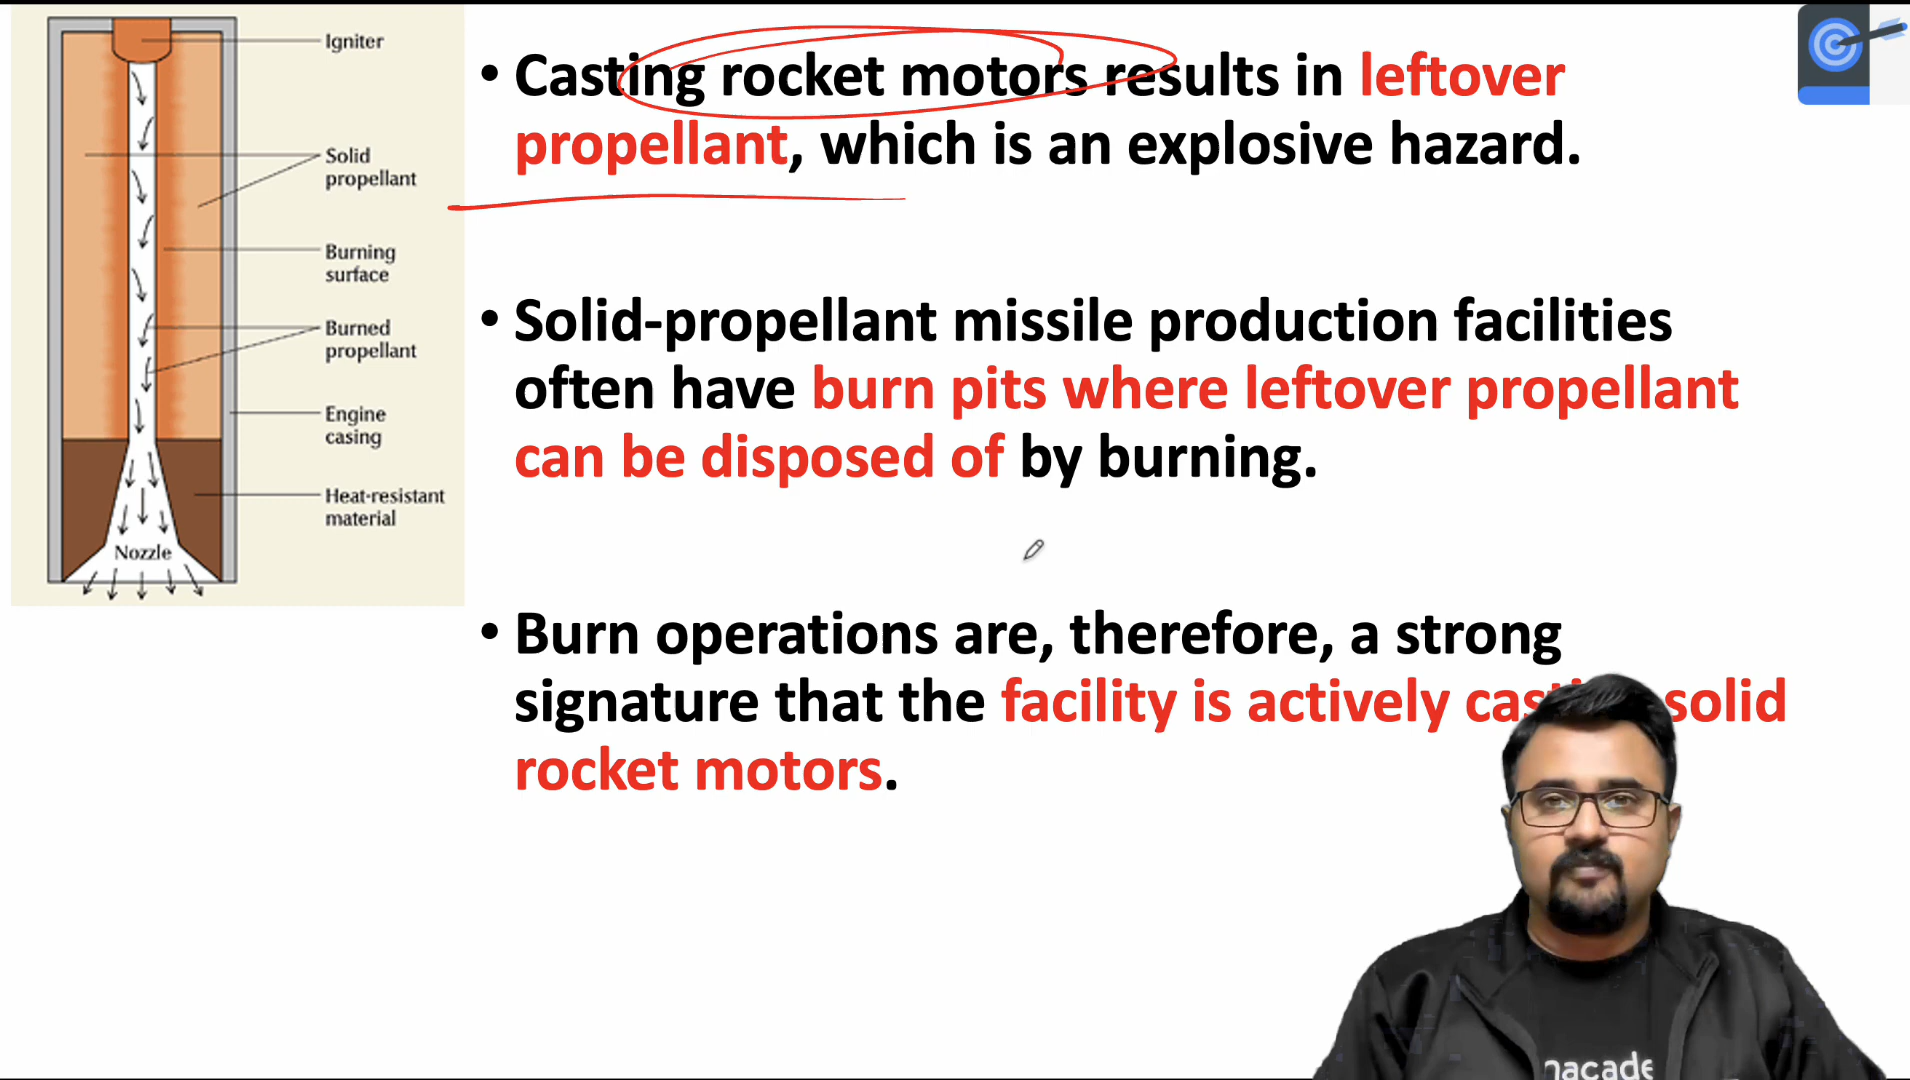 Igniter
Solid
propellant
Burning
surface
Burned
propellant
Engine
casing
Heat-resistant
material
Nozzle
• Casting rocket motors results in leftover
propellant, which is an explosive hazard.
• Solid-propellant missile production facilities
often have burn pits where leftover propellant
can be disposed of by burning.
• Burn operations are, therefore, a strong
signature that the facility is actively solid
rocket motors.